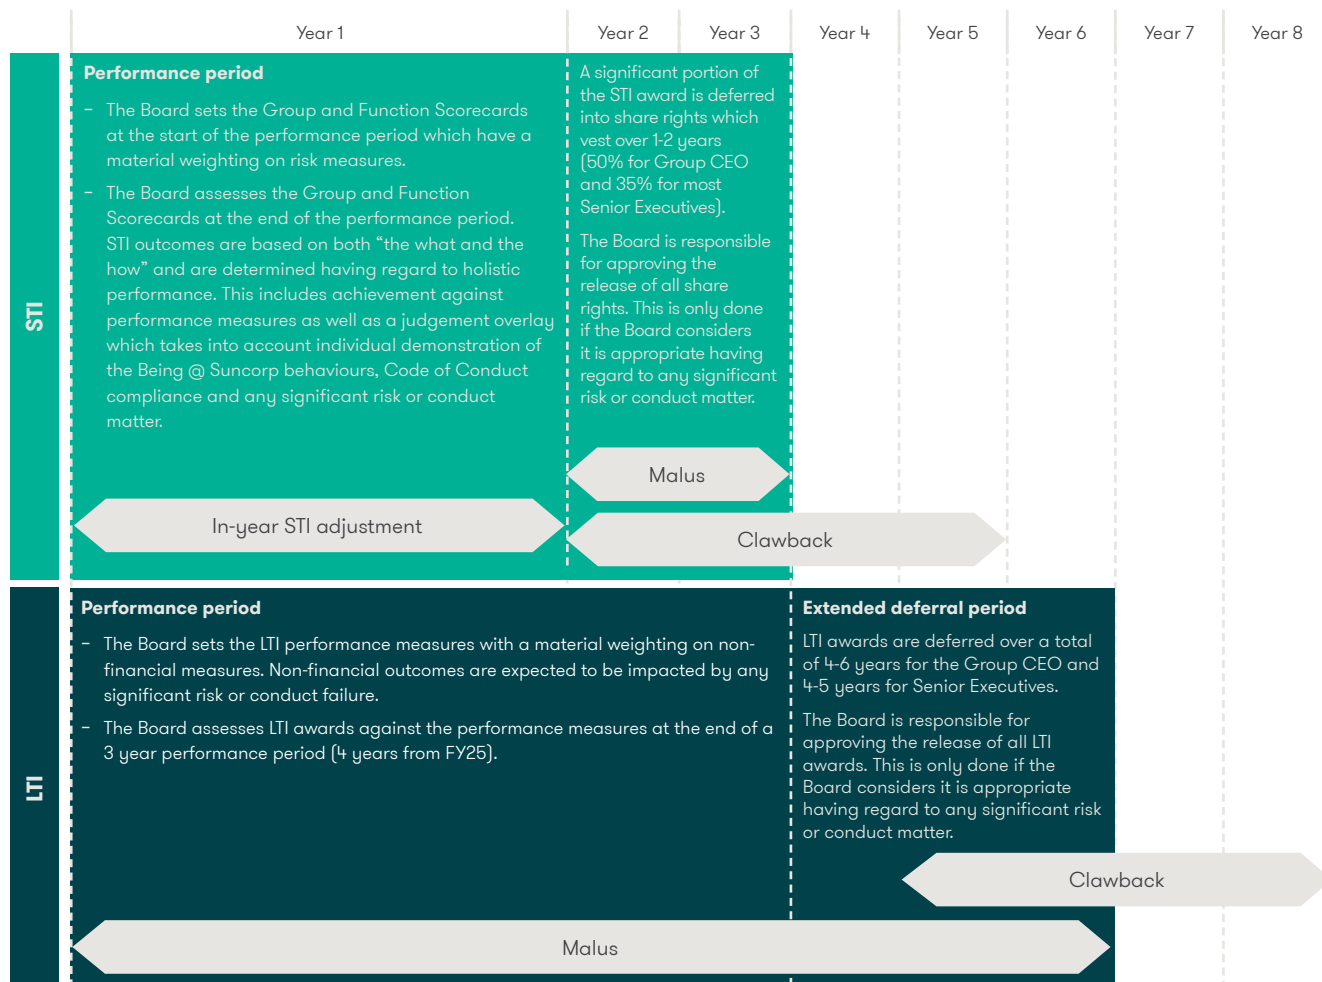 Year 1
Year 2
Year 3
Year 4
Year 5
Year 6
Year 7
Year 8
STI
Performance period
– The Board sets the Group and Function Scorecards
at the start of the performance period which have a
material weighting on risk measures.
– The Board assesses the Group and Function
Scorecards at the end of the performance period.
STI outcomes are based on both “the what and the
how” and are determined having regard to holistic
performance. This includes achievement against
performance measures as well as a judgement overlay
which takes into account individual demonstration of
the Being @ Suncorp behaviours, Code of Conduct
compliance and any significant risk or conduct
matter.
A significant portion of
the STI award is deferred
into share rights which
vest over 1-2 years
(50% for Group CEO
and 35% for most
Senior Executives).
The Board is responsible
for approving the
release of all share
rights. This is only done
if the Board considers
it is appropriate having
regard to any significant
risk or conduct matter.
Malus
In-year STI adjustment
Clawback
LTI
Performance period
– The Board sets the LTI performance measures with a material weighting on non-
financial measures. Non-financial outcomes are expected to be impacted by any
significant risk or conduct failure.
– The Board assesses LTI awards against the performance measures at the end of a
3 year performance period (4 years from FY25).
Extended deferral period
LTI awards are deferred over a total
of 4-6 years for the Group CEO and
4-5 years for Senior Executives.
The Board is responsible for
approving the release of all LTI
awards. This is only done if the
Board considers it is appropriate
having regard to any significant risk
or conduct matter.
Clawback
Malus